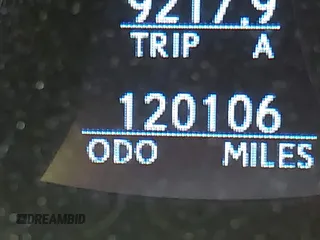 9217.9
TRIP A
120106
ODO MILES
DREAMBID